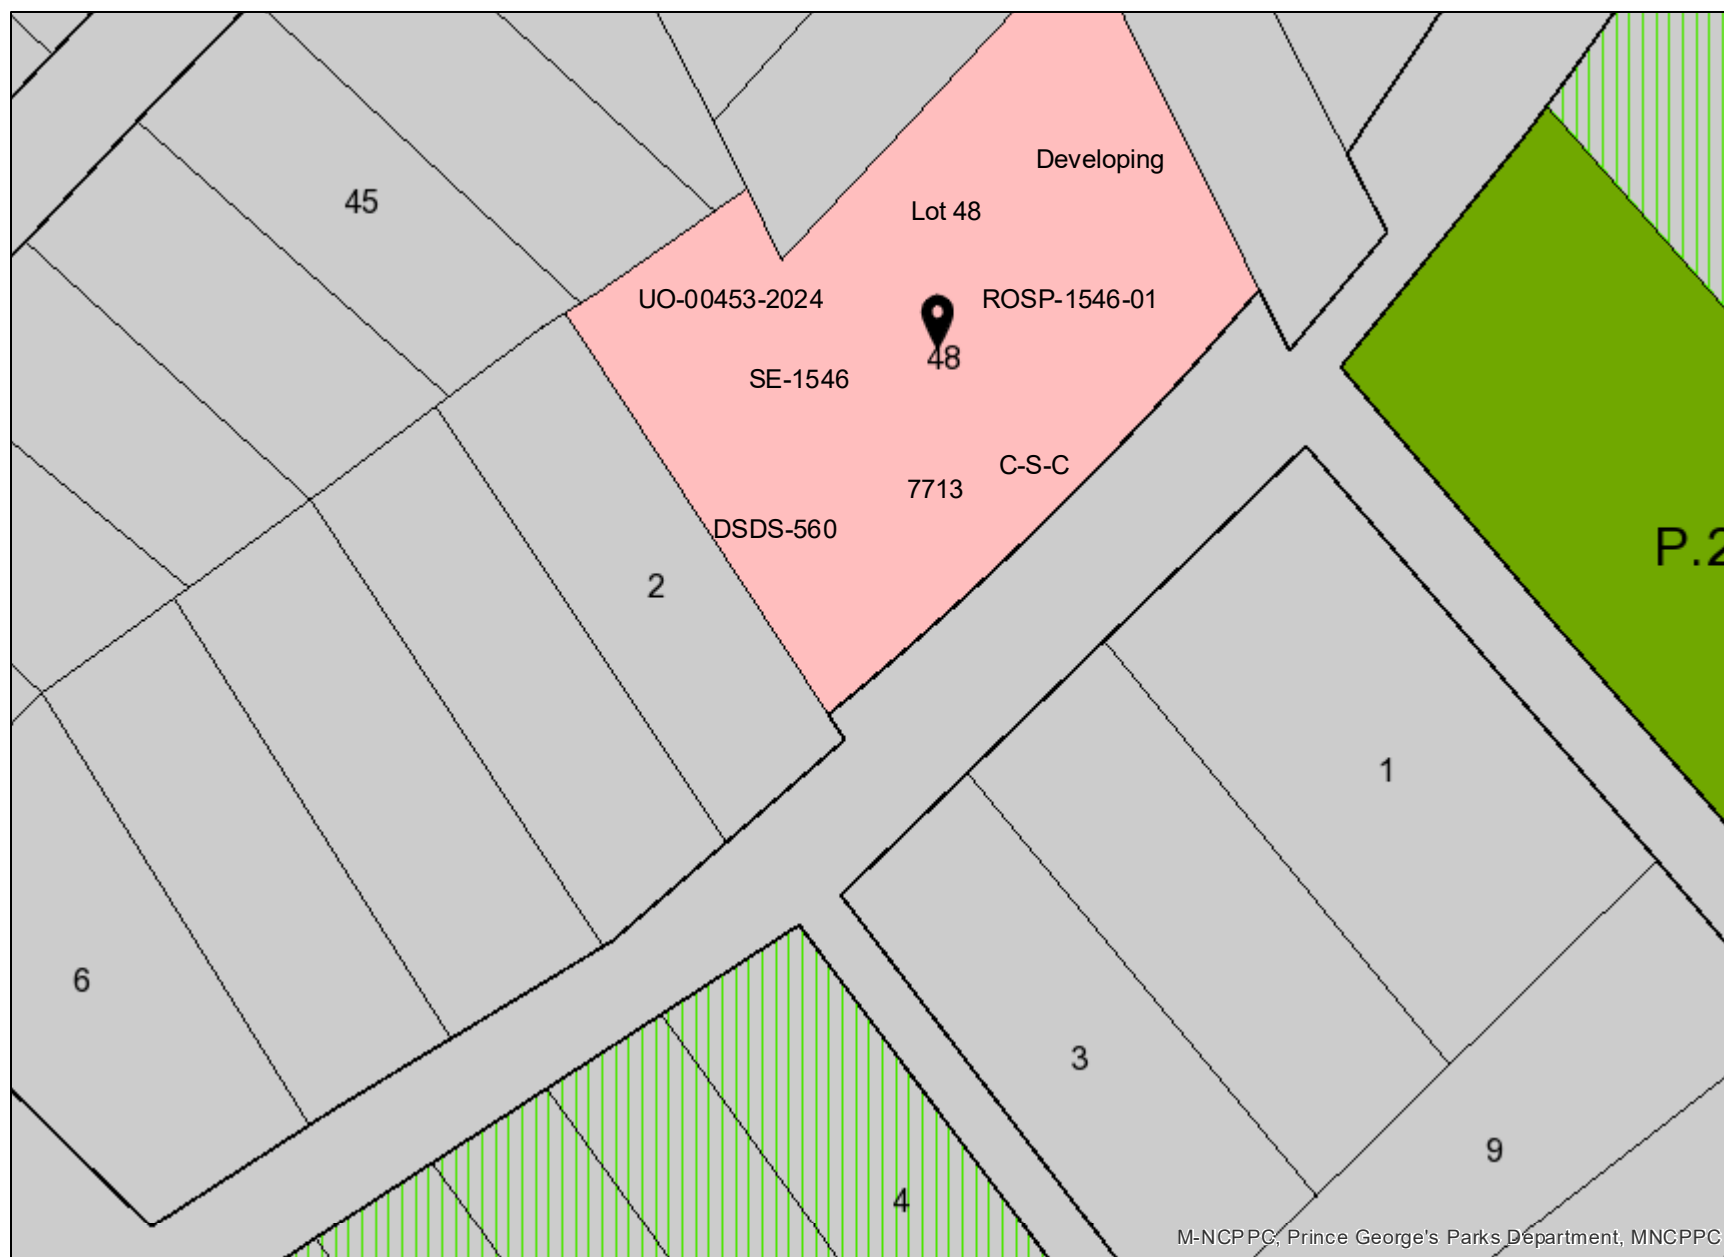 Developing
45
Lot 48
UO-00453-2024
ROSP-1546-01
48
SE-1546
C-S-C
7713
DSDS-560
P.2
2
1
6
3
9
4
M-NCPPC, Prince George's Parks Department, MNCPPC